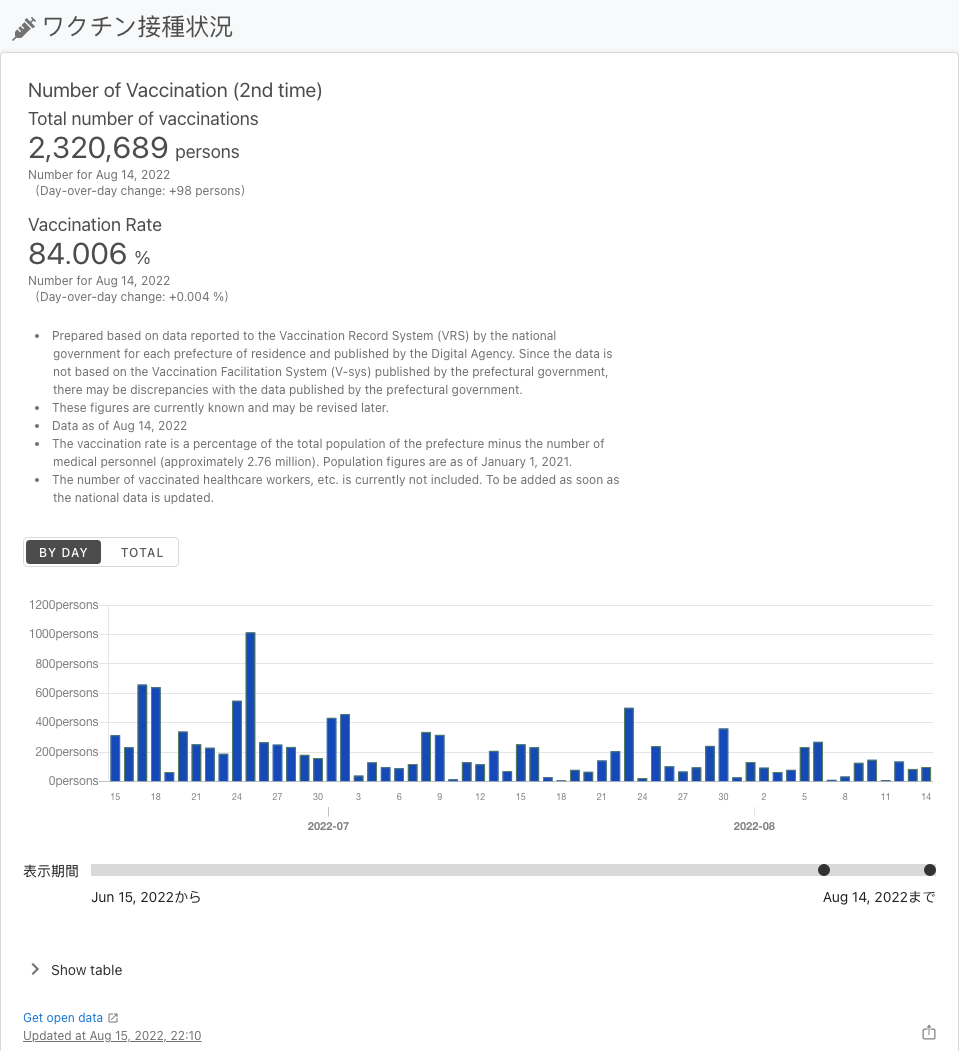 ワクチン接種状況
Number of Vaccination (2nd time)
Total number of vaccinations
2,320,689 persons
Number for Aug 14, 2022
(Day-over-day change: +98 persons)
Vaccination Rate
84.006 %
Number for Aug 14, 2022
(Day-over-day change: +0.004 %)
• Prepared based on data reported to the Vaccination Record System (VRS) by the national
government for each prefecture of residence and published by the Digital Agency. Since the data is
not based on the Vaccination Facilitation System (V-sys) published by the prefectural government,
there may be discrepancies with the data published by the prefectural government.
• These figures are currently known and may be revised later.
• Data as of Aug 14, 2022
• The vaccination rate is a percentage of the total population of the prefecture minus the number of
medical personnel (approximately 2.76 million). Population figures are as of January 1, 2021.
• The number of vaccinated healthcare workers, etc. is currently not included. To be added as soon as
the national data is updated.
BY DAY TOTAL
1200persons
1000persons
800persons
600persons
400persons
200persons
0persons
15 18 21 24 27 30 3 6 9 12 15 18 21 24 27 30 2 5 8 11 14
2022-07 2022-08
表示期間
Jun 15, 2022から Aug 14, 2022まで
Show table
Get open data
Updated at Aug 15, 2022, 22:10